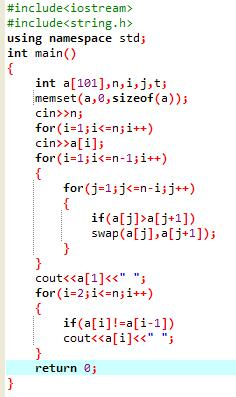 #include<iostream>
#include<string.h>
using namespace std;
int main()
{
    int a[101],n,i,j,t;
    memset(a,0,sizeof(a));
    cin>>n;
    for(i=1;i<=n;i++)
    cin>>a[i];
    for(i=1;i<=n-1;i++)
    {
        for(j=1;j<=n-i;j++)
        {
            if(a[j]>a[j+1])
            swap(a[j],a[j+1]);
        }
    }
    cout<<a[1]<<" ";
    for(i=2;i<=n;i++)
    {
        if(a[i]!=a[i-1])
        cout<<a[i]<<" ";
    }
    return 0;
}